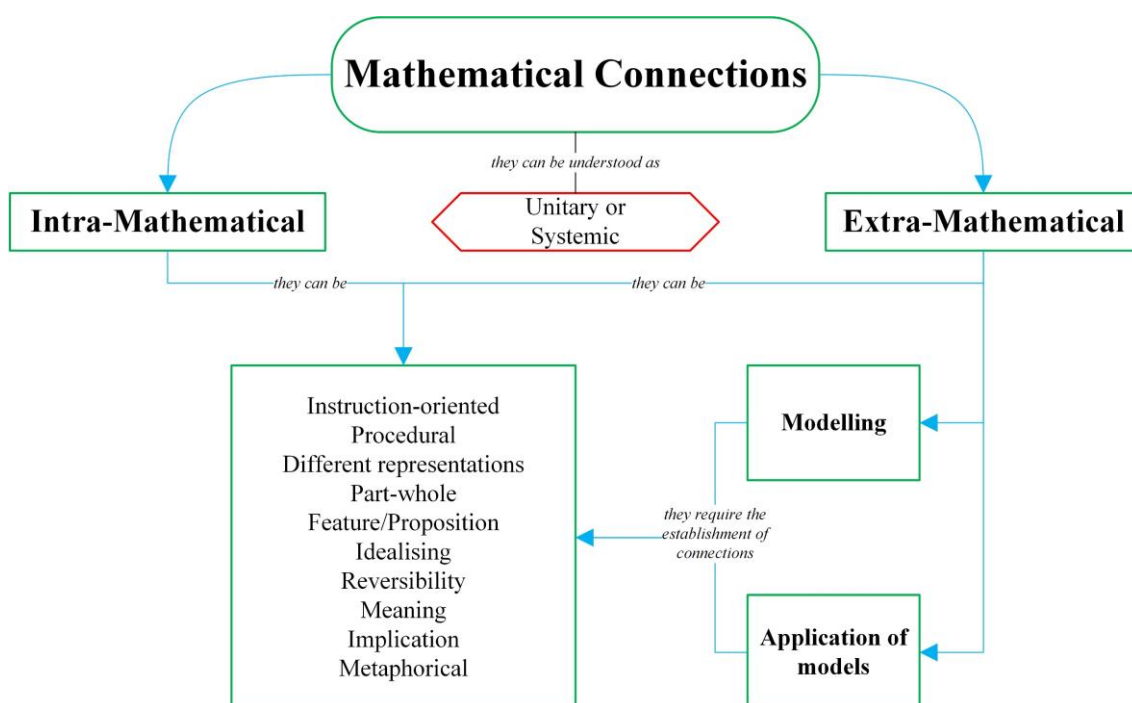 Mathematical Connections
they can be understood as
Intra-Mathematical
Unitary or
Systemic
Extra-Mathematical
they can be
they can be
Instruction-oriented
Procedural
Different representations
Part-whole
Feature/Proposition
Idealising
Reversibility
Meaning
Implication
Metaphorical
Modelling
they require the
establishment of
connections
Application of
models